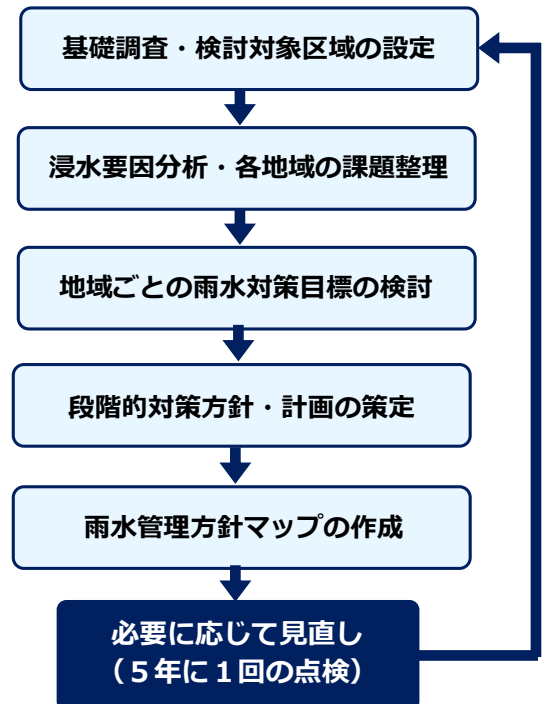 基礎調査・検討対象区域の設定
浸水要因分析・各地域の課題整理
地域ごとの雨水対策目標の検討
段階的対策方針・計画の策定
雨水管理方針マップの作成
必要に応じて見直し
（５年に１回の点検）